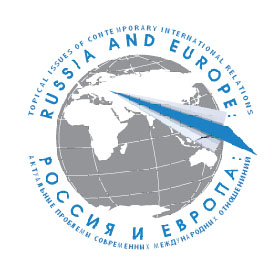 TOPICAL ISSUES OF CONTEMPORARY INTERNATIONAL RELATIONS
RUSSIA AND EUROPE:
РОССИЯ И ЕВРОПА:
АКТУАЛЬНЫЕ ПРОБЛЕМЫ СОВРЕМЕННЫХ МЕЖДУНАРОДНЫХ ОТНОШЕНИЙ